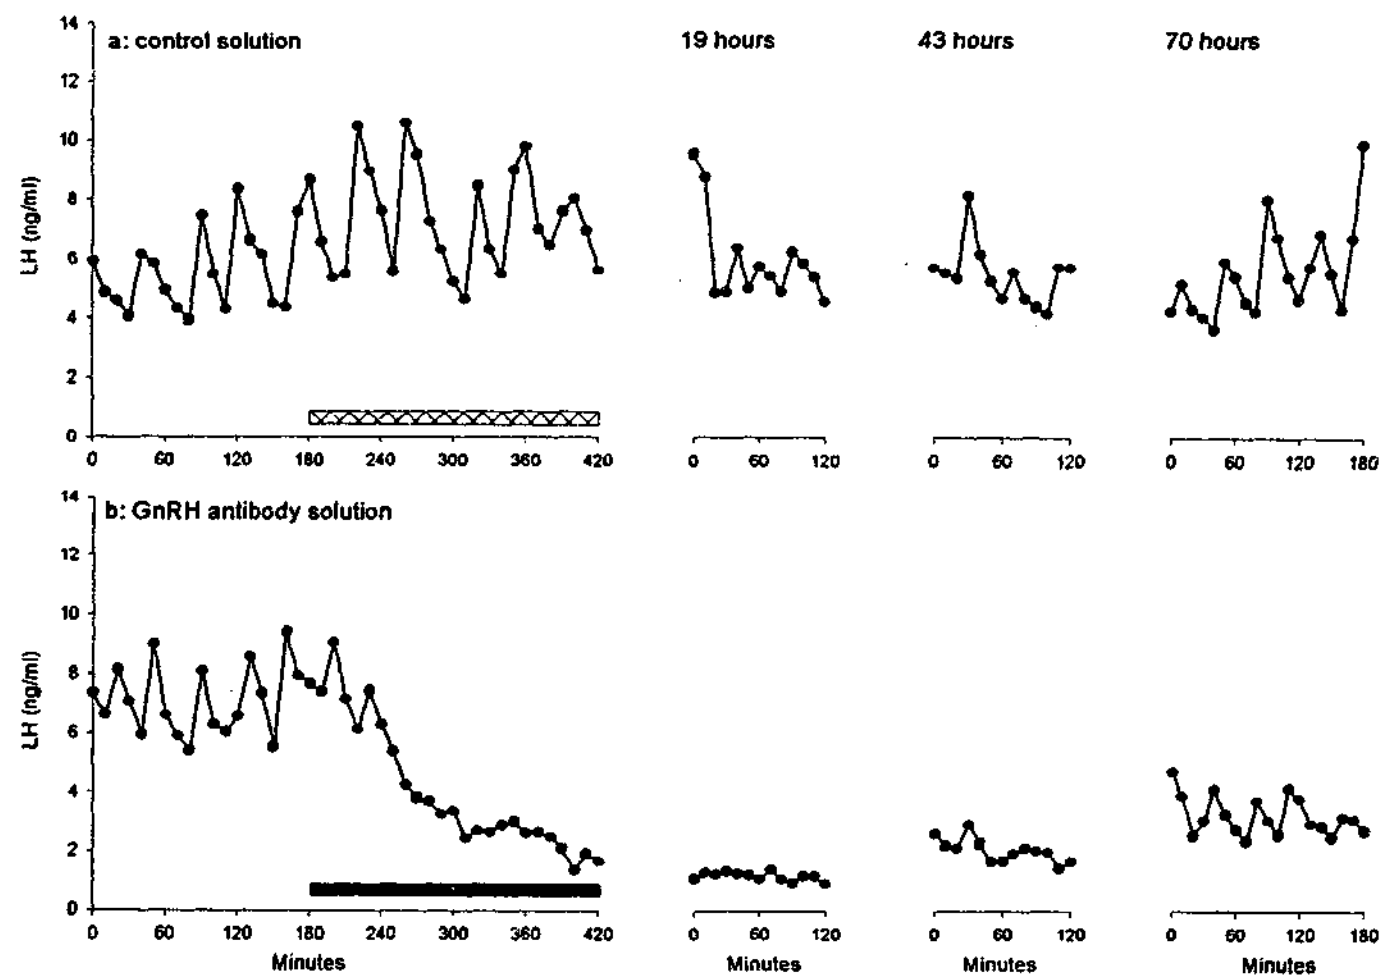 14
a: control solution
19 hours
43 hours
70 hours
12
10
8
6
4
2
0
LH (ng/ml)
0 60 120 180 240 300 360 420
0 60 120
0 60 120
0 60 120 180
14
b: GnRH antibody solution
12
10
8
6
4
2
0
LH (ng/ml)
0 60 120 180 240 300 360 420
0 60 120
0 60 120
0 60 120 180
Minutes
Minutes
Minutes
Minutes